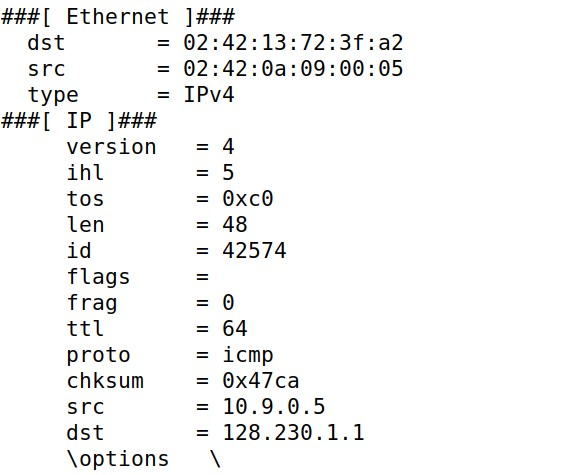 ###[ Ethernet ]###
  dst       = 02:42:13:72:3f:a2
  src       = 02:42:0a:09:00:05
  type      = IPv4
###[ IP ]###
     version   = 4
     ihl       = 5
     tos       = 0xc0
     len       = 48
     id        = 42574
     flags     =
     frag      = 0
     ttl       = 64
     proto     = icmp
     chksum    = 0x47ca
     src       = 10.9.0.5
     dst       = 128.230.1.1
     \options   \